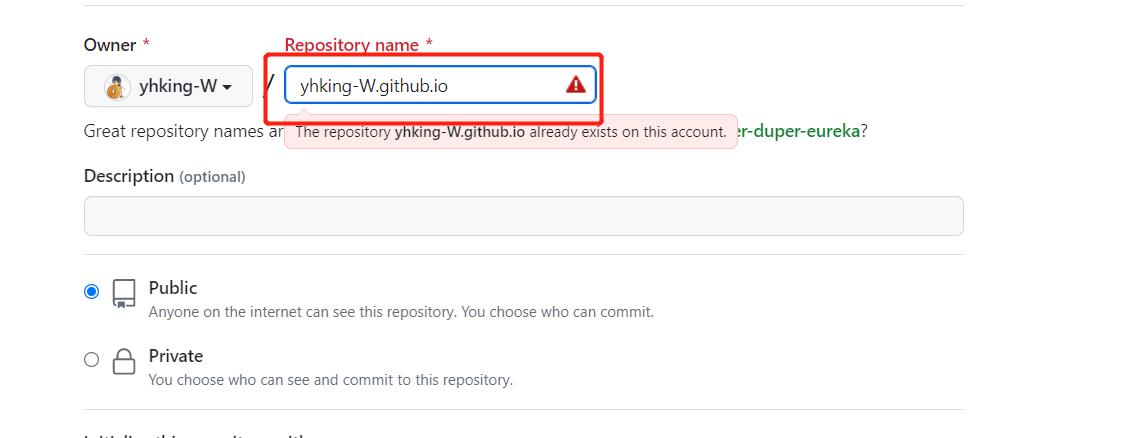 Owner * Repository name *
yhking-W / yhking-W.github.io
Great repository names ar
The repository yhking-W.github.io already exists on this account.
er-duper-eureka?
Description (optional)
Public
Anyone on the internet can see this repository. You choose who can commit.
Private
You choose who can see and commit to this repository.